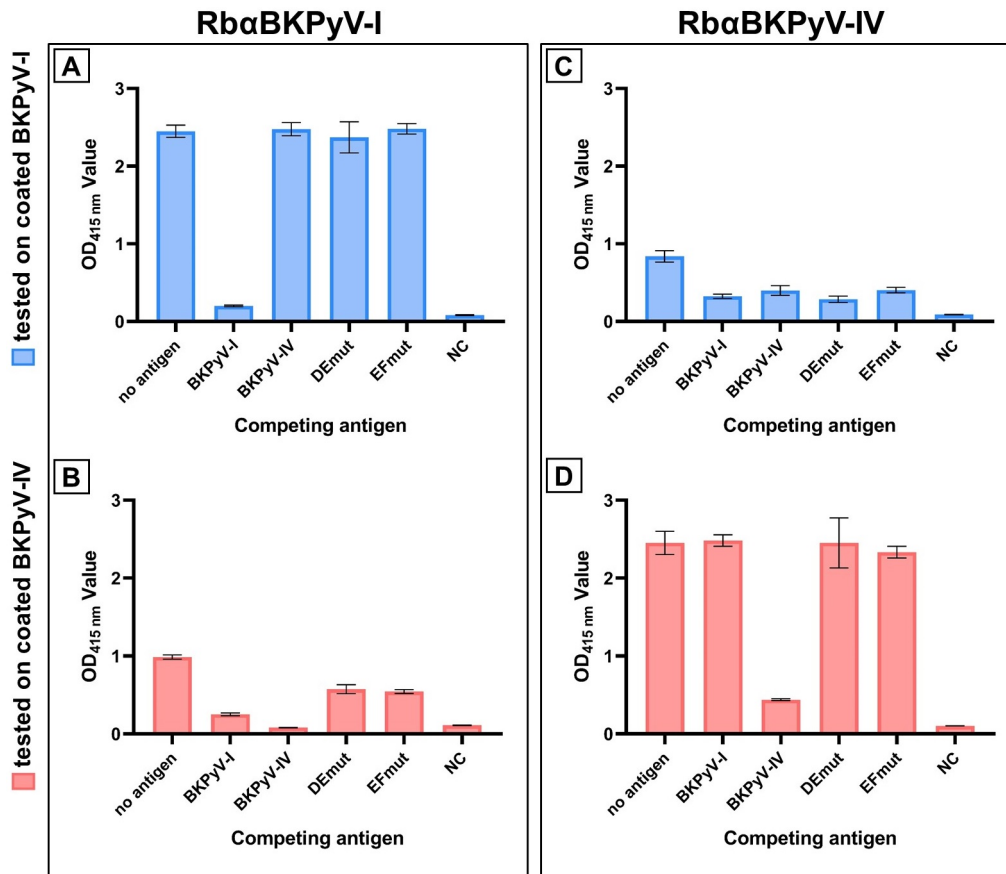 RbαBKPyV-I
RbαBKPyV-IV
tested on coated BKPyV-I
A
3
2
1
0
OD415 nm Value
no antigen
BKPyV-I
BKPyV-IV
DEmut
EFmut
NC
Competing antigen
C
3
2
1
0
OD415 nm Value
no antigen
BKPyV-I
BKPyV-IV
DEmut
EFmut
NC
Competing antigen
tested on coated BKPyV-IV
B
3
2
1
0
OD415 nm Value
no antigen
BKPyV-I
BKPyV-IV
DEmut
EFmut
NC
Competing antigen
D
3
2
1
0
OD415 nm Value
no antigen
BKPyV-I
BKPyV-IV
DEmut
EFmut
NC
Competing antigen